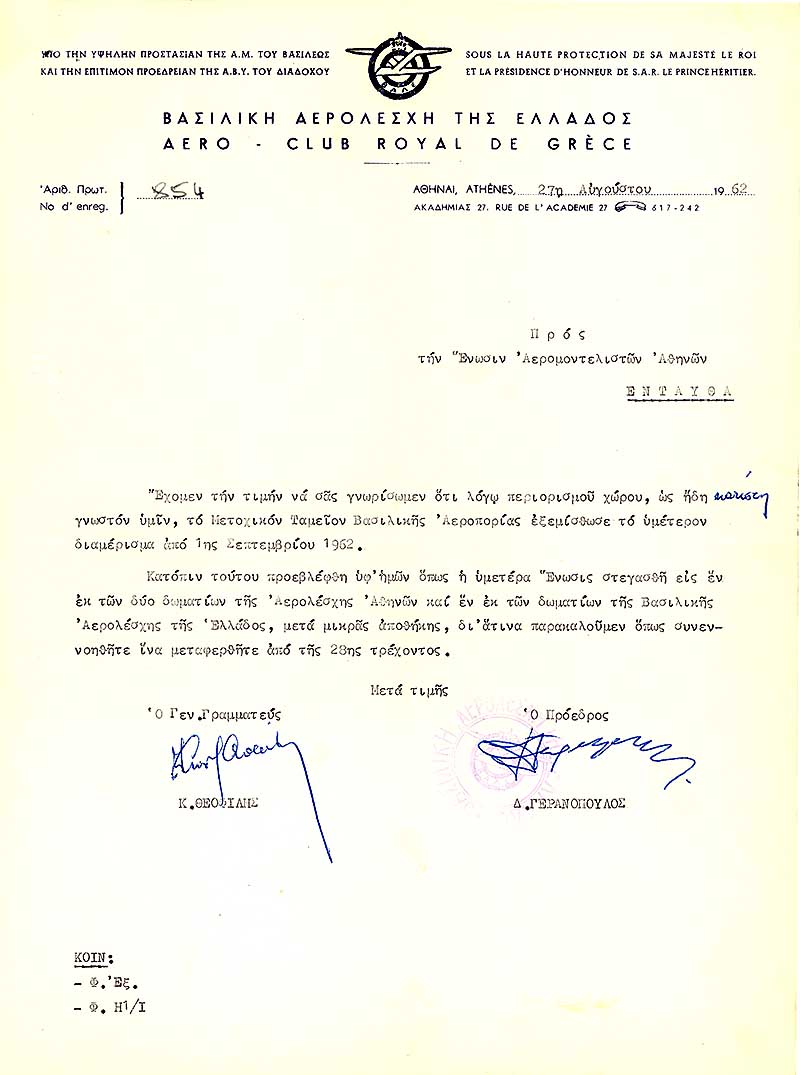 ὙΠΟ ΤΗΝ ΥΨΗΛΗΝ ΠΡΟΣΤΑΣΙΑΝ ΤΗΣ Α.Μ. ΤΟΥ ΒΑΣΙΛΕΩΣ
ΚΑΙ ΤΗΝ ΕΠΙΤΙΜΟΝ ΠΡΟΕΔΡΕΙΑΝ ΤΗΣ Α.Β.Υ. ΤΟΥ ΔΙΑΔΟΧΟΥ
SOUS LA HAUTE PROTECTION DE SA MAJESTÉ LE ROI
ET LA PRÉSIDENCE D'HONNEUR DE S.A.R. LE PRINCE HÉRITIER.
ΒΑΣΙΛΙΚΗ ΑΕΡΟΛΕΣΧΗ ΤΗΣ ΕΛΛΑΔΟΣ
AERO - CLUB ROYAL DE GRÈCE
Ἀριθ. Πρωτ. 854
No d' enreg.
ΑΘΗΝΑΙ, ATHÈNES, 27η Αὐγούστου 1962
ΑΚΑΔΗΜΙΑΣ 27. RUE DE L' ACADEMIE 27 617-242
Πρός
τήν Ἕνωσιν Ἀερομοντελιστῶν Ἀθηνῶν
ΕΝΤΑΥΘΑ
Ἔχομεν τήν τιμήν νά σᾶς γνωρίσωμεν ὅτι λόγῳ περιορισμοῦ χώρου, ὡς ἤδη
γνωστόν ὑμῖν, τό Μετοχικόν Ταμεῖον Βασιλικῆς Ἀεροπορίας ἐξεμίσθωσε τό ὑμέτερον
διαμέρισμα ἀπό 1ης Σεπτεμβρίου 1962.
Κατόπιν τούτου προεβλέφθη ὑφ'ἡμῶν ὅπως ἡ ὑμετέρα Ἕνωσις στεγασθῆ εἰς ἕν
ἐκ τῶν δύο δωματίων τῆς Ἀερολέσχης Ἀθηνῶν καί ἕν ἐκ τῶν δωματίων τῆς Βασιλικῆς
Ἀερολέσχης τῆς Ἑλλάδος, μετά μικρᾶς ἀποθήκης, δι'ἅτινα παρακαλοῦμεν ὅπως συνεν-
νοηθῆτε ἵνα μεταφερθῆτε ἀπό τῆς 28ης τρέχοντος.
Μετά τιμῆς
Ὁ Γεν.Γραμματεύς
Ὁ Πρόεδρος
Κ.ΘΕΟΦΙΛΗΣ
Δ.ΓΕΡΑΝΟΠΟΥΛΟΣ
ΚΟΙΝ:
- Φ.Ἐξ.
- Φ. Η1/Ι